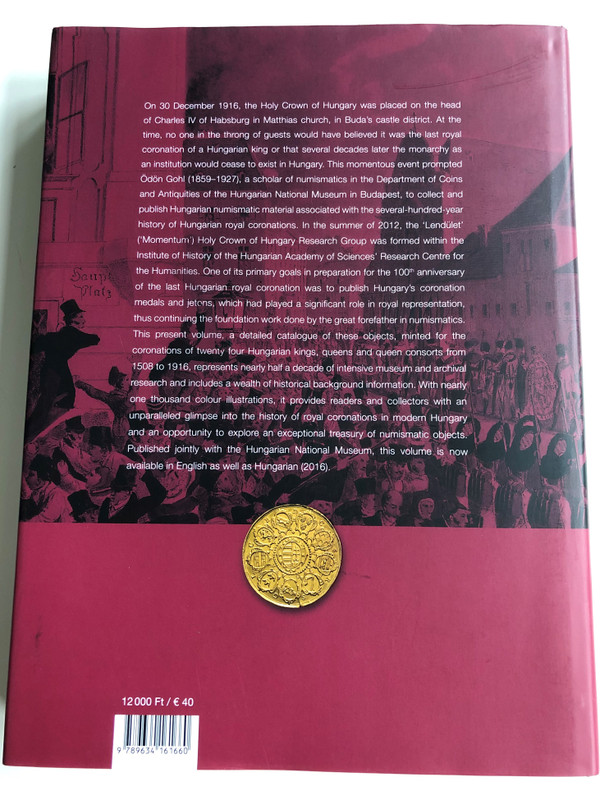 On 30 December 1916, the Holy Crown of Hungary was placed on the head
of Charles IV of Habsburg in Matthias church, in Buda's castle district. At the
time, no one in the throng of guests would have believed it was the last royal
coronation of a Hungarian king or that several decades later the monarchy as
an institution would cease to exist in Hungary. This momentous event prompted
Ödön Gohl (1859–1927), a scholar of numismatics in the Department of Coins
and Antiquities of the Hungarian National Museum in Budapest, to collect and
publish Hungarian numismatic material associated with the several-hundred-year
history of Hungarian royal coronations. In the summer of 2012, the 'Lendület'
('Momentum') Holy Crown of Hungary Research Group was formed within the
Institute of History of the Hungarian Academy of Sciences' Research Centre for
the Humanities. One of its primary goals in preparation for the 100th anniversary
of the last Hungarian royal coronation was to publish Hungary's coronation
medals and jetons, which had played a significant role in royal representation,
thus continuing the foundation work done by the great forefather in numismatics.
This present volume, a detailed catalogue of these objects, minted for the
coronations of twenty four Hungarian kings, queens and queen consorts from
1508 to 1916, represents nearly half a decade of intensive museum and archival
research and includes a wealth of historical background information. With nearly
one thousand colour illustrations, it provides readers and collectors with an
unparalleled glimpse into the history of royal coronations in modern Hungary
and an opportunity to explore an exceptional treasury of numismatic objects.
Published jointly with the Hungarian National Museum, this volume is now
available in English as well as Hungarian (2016).
Haupt
Platz
12 000 Ft / € 40
9 789634 161660